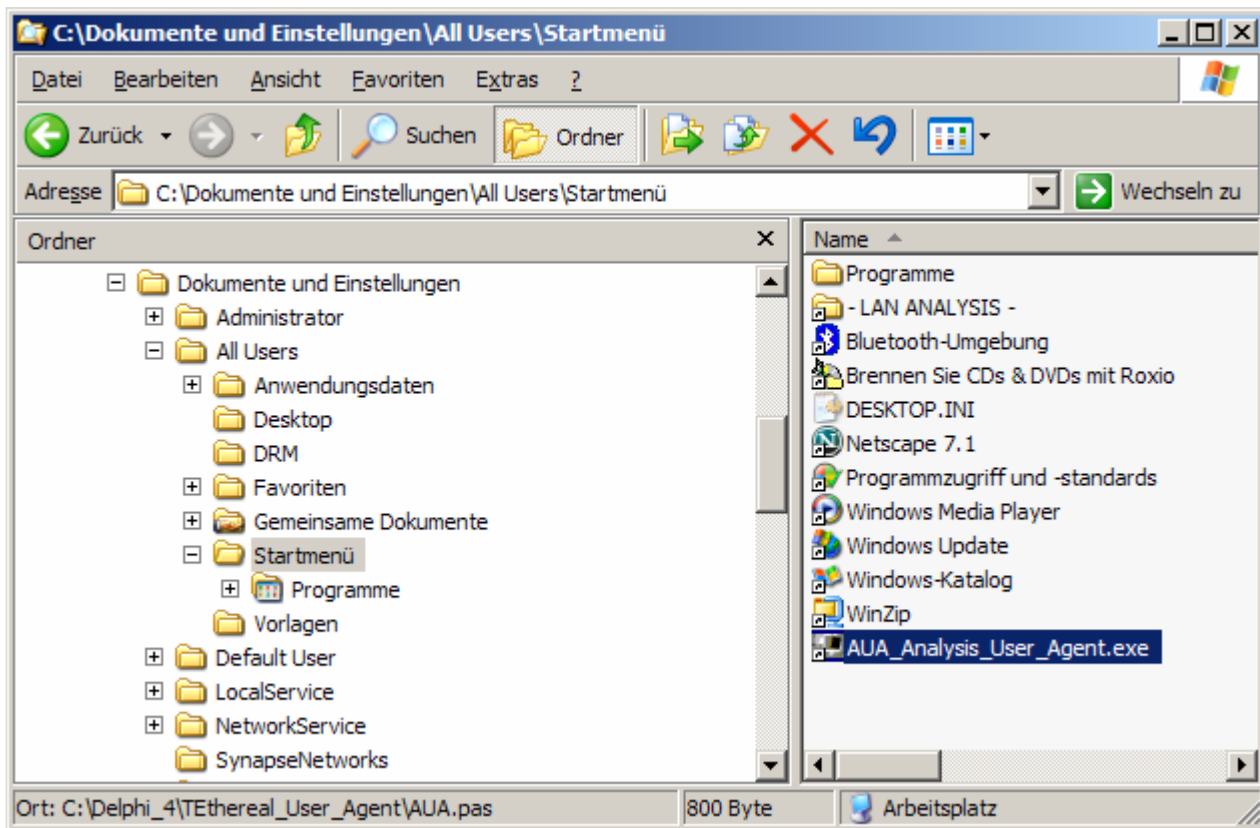 C:\Dokumente und Einstellungen\All Users\Startmenü
Datei Bearbeiten Ansicht Favoriten Extras ?
Zurück Suchen Ordner
Adresse C:\Dokumente und Einstellungen\All Users\Startmenü Wechseln zu
Ordner
Dokumente und Einstellungen
Administrator
All Users
Anwendungsdaten
Desktop
DRM
Favoriten
Gemeinsame Dokumente
Startmenü
Programme
Vorlagen
Default User
LocalService
NetworkService
SynapseNetworks
Name
Programme
- LAN ANALYSIS -
Bluetooth-Umgebung
Brennen Sie CDs & DVDs mit Roxio
DESKTOP.INI
Netscape 7.1
Programmzugriff und -standards
Windows Media Player
Windows Update
Windows-Katalog
WinZip
AUA_Analysis_User_Agent.exe
Ort: C:\Delphi_4\TEthereal_User_Agent\AUA.pas 800 Byte Arbeitsplatz